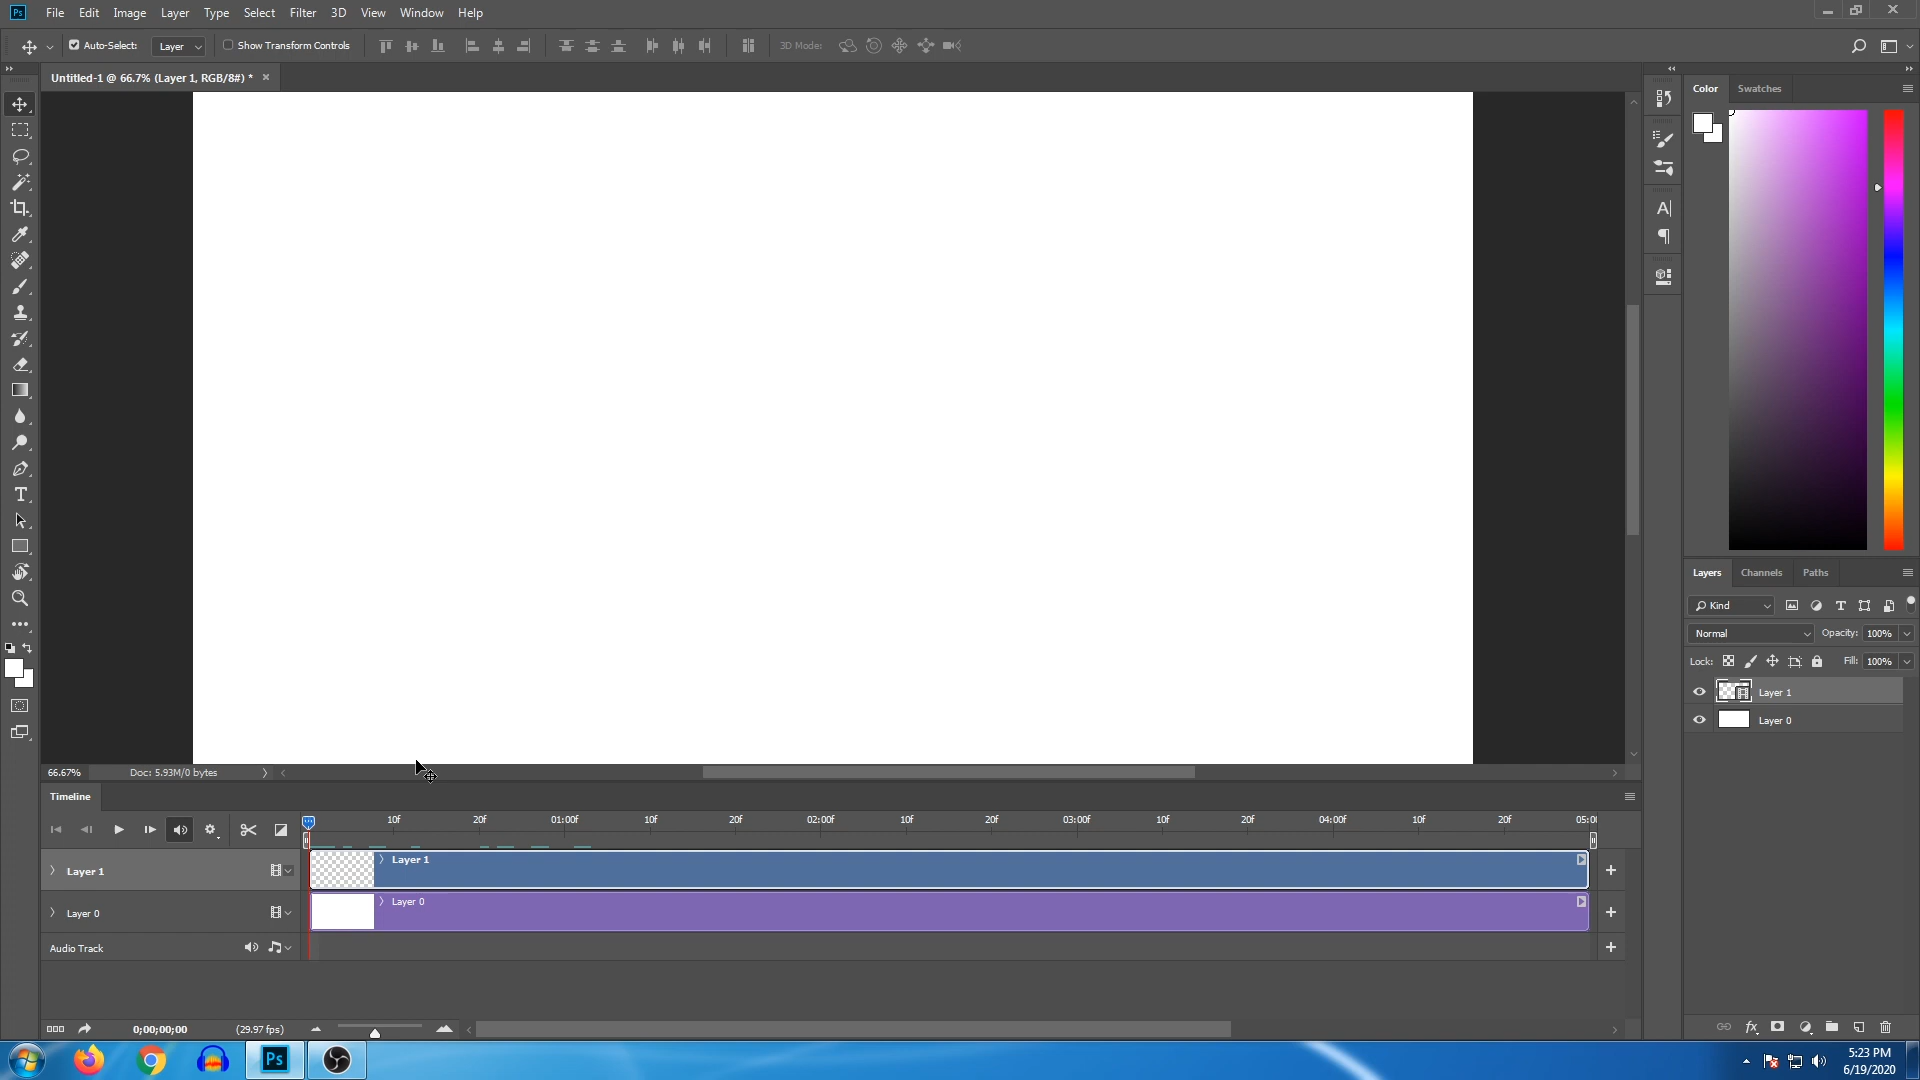 Ps File Edit Image Layer Type Select Filter 3D View Window Help
Auto-Select: Layer Show Transform Controls 3D Mode:
Untitled-1 @ 66.7% (Layer 1, RGB/8#) * ×
Color Swatches
Layers Channels Paths
Kind
Normal Opacity: 100%
Lock: Fill: 100%
Layer 1
Layer 0
66.67% Doc: 5.93M/0 bytes
Timeline
10f 20f 01:00f 10f 20f 02:00f 10f 20f 03:00f 10f 20f 04:00f 10f 20f 05:0
Layer 1 Layer 1
Layer 0 Layer 0
Audio Track
0;00;00;00 (29.97 fps)
Ps
5:23 PM
6/19/2020